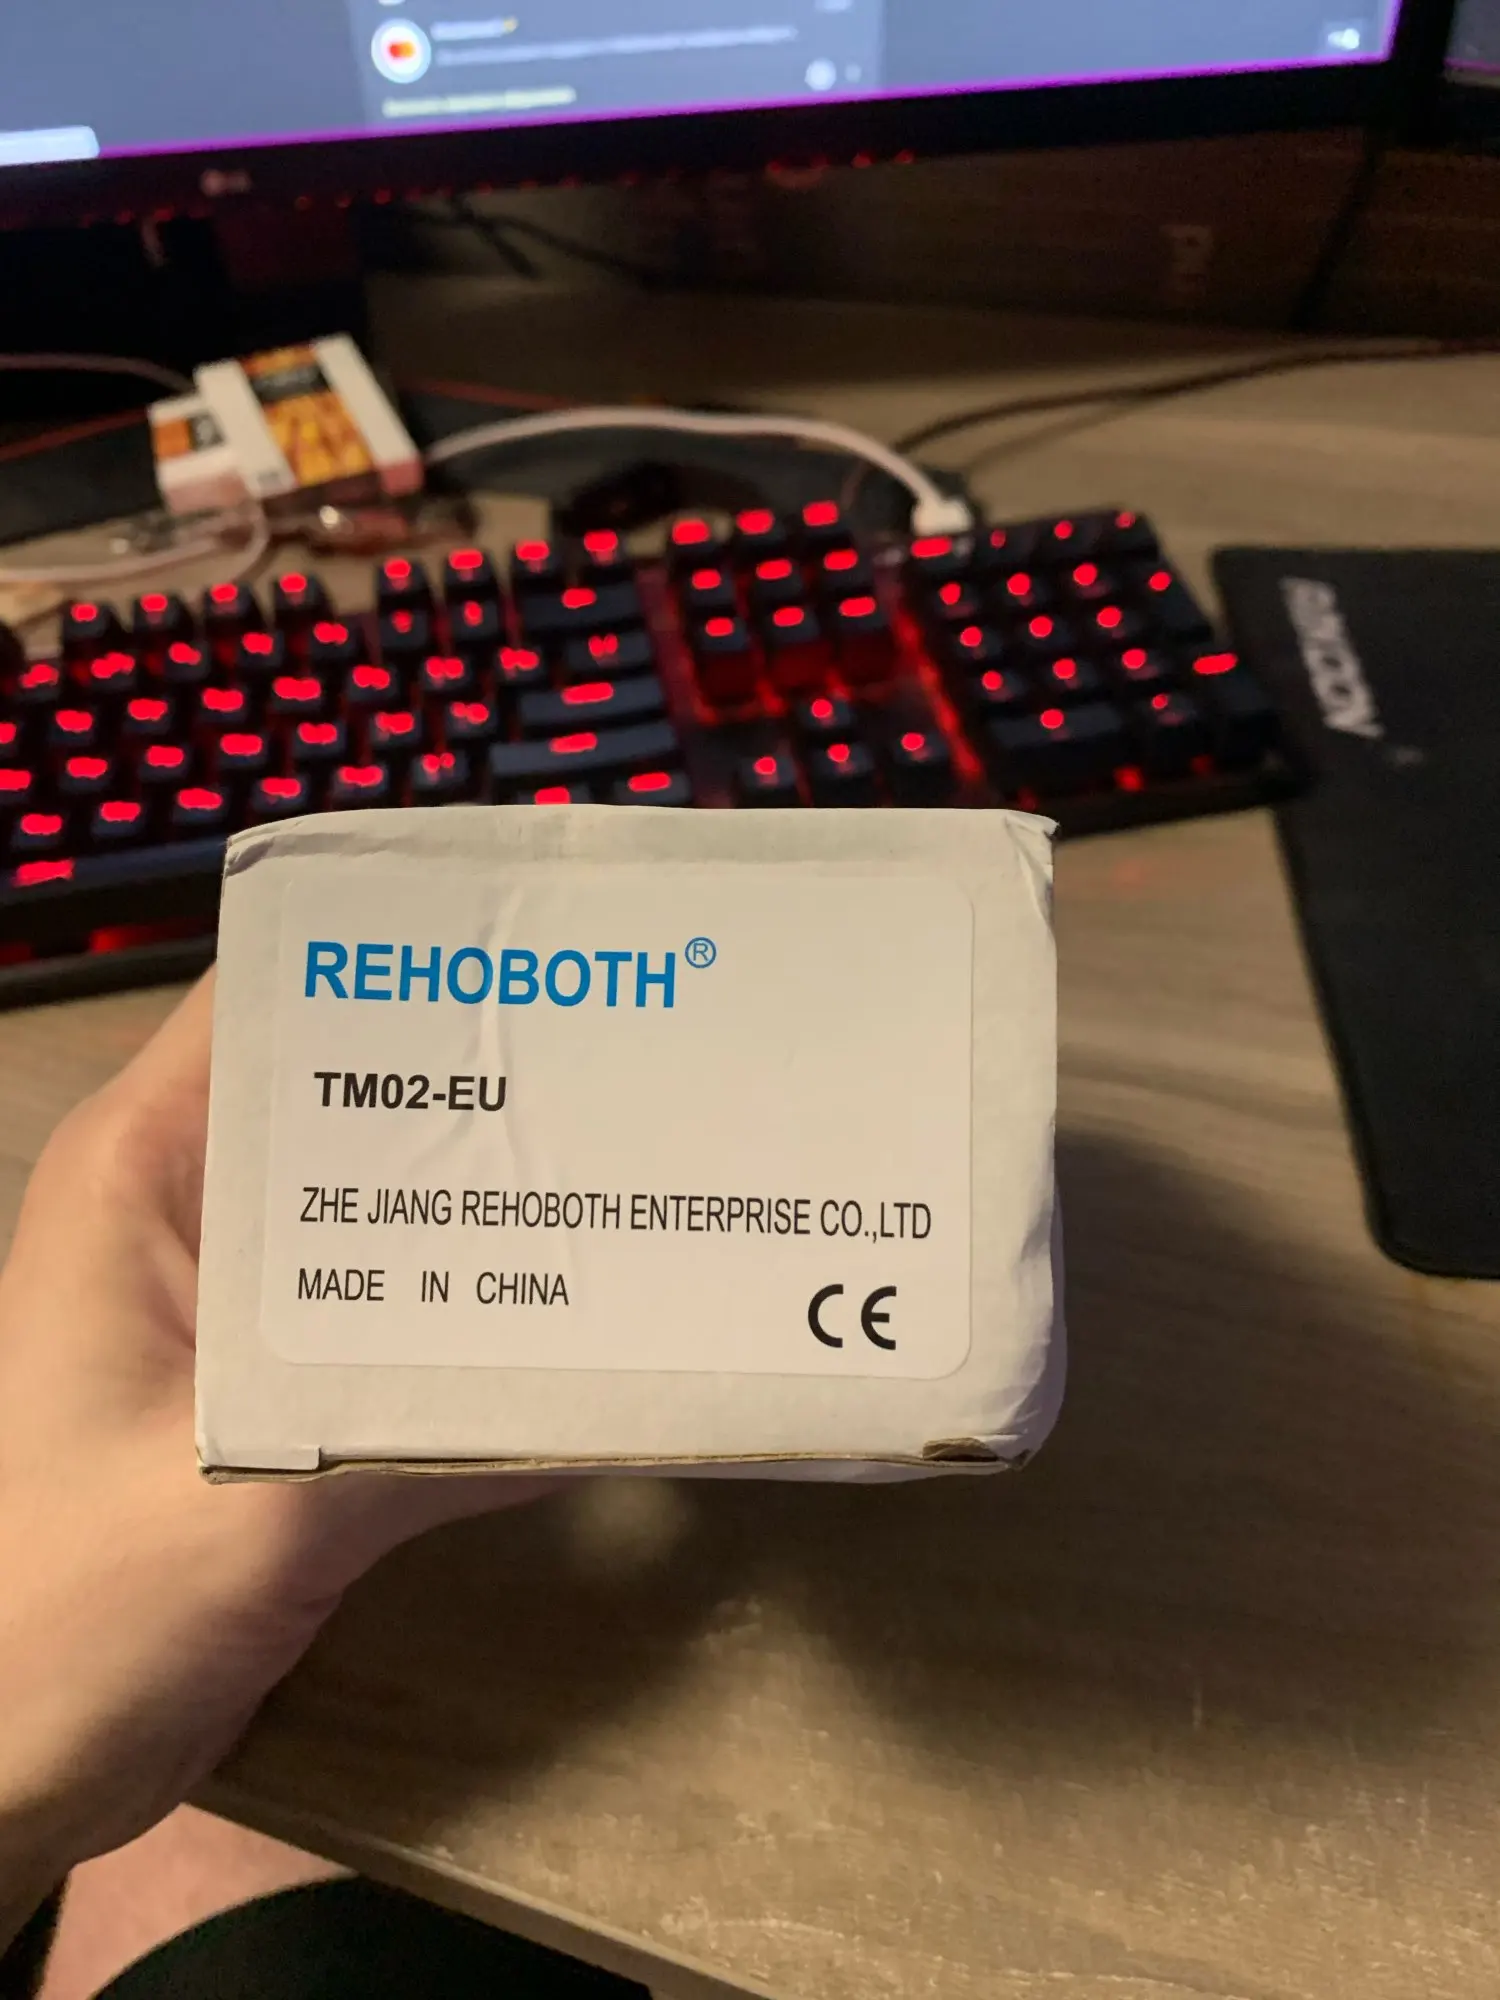 REHOBOTH®
TM02-EU
ZHE JIANG REHOBOTH ENTERPRISE CO.,LTD
MADE IN CHINA
CE